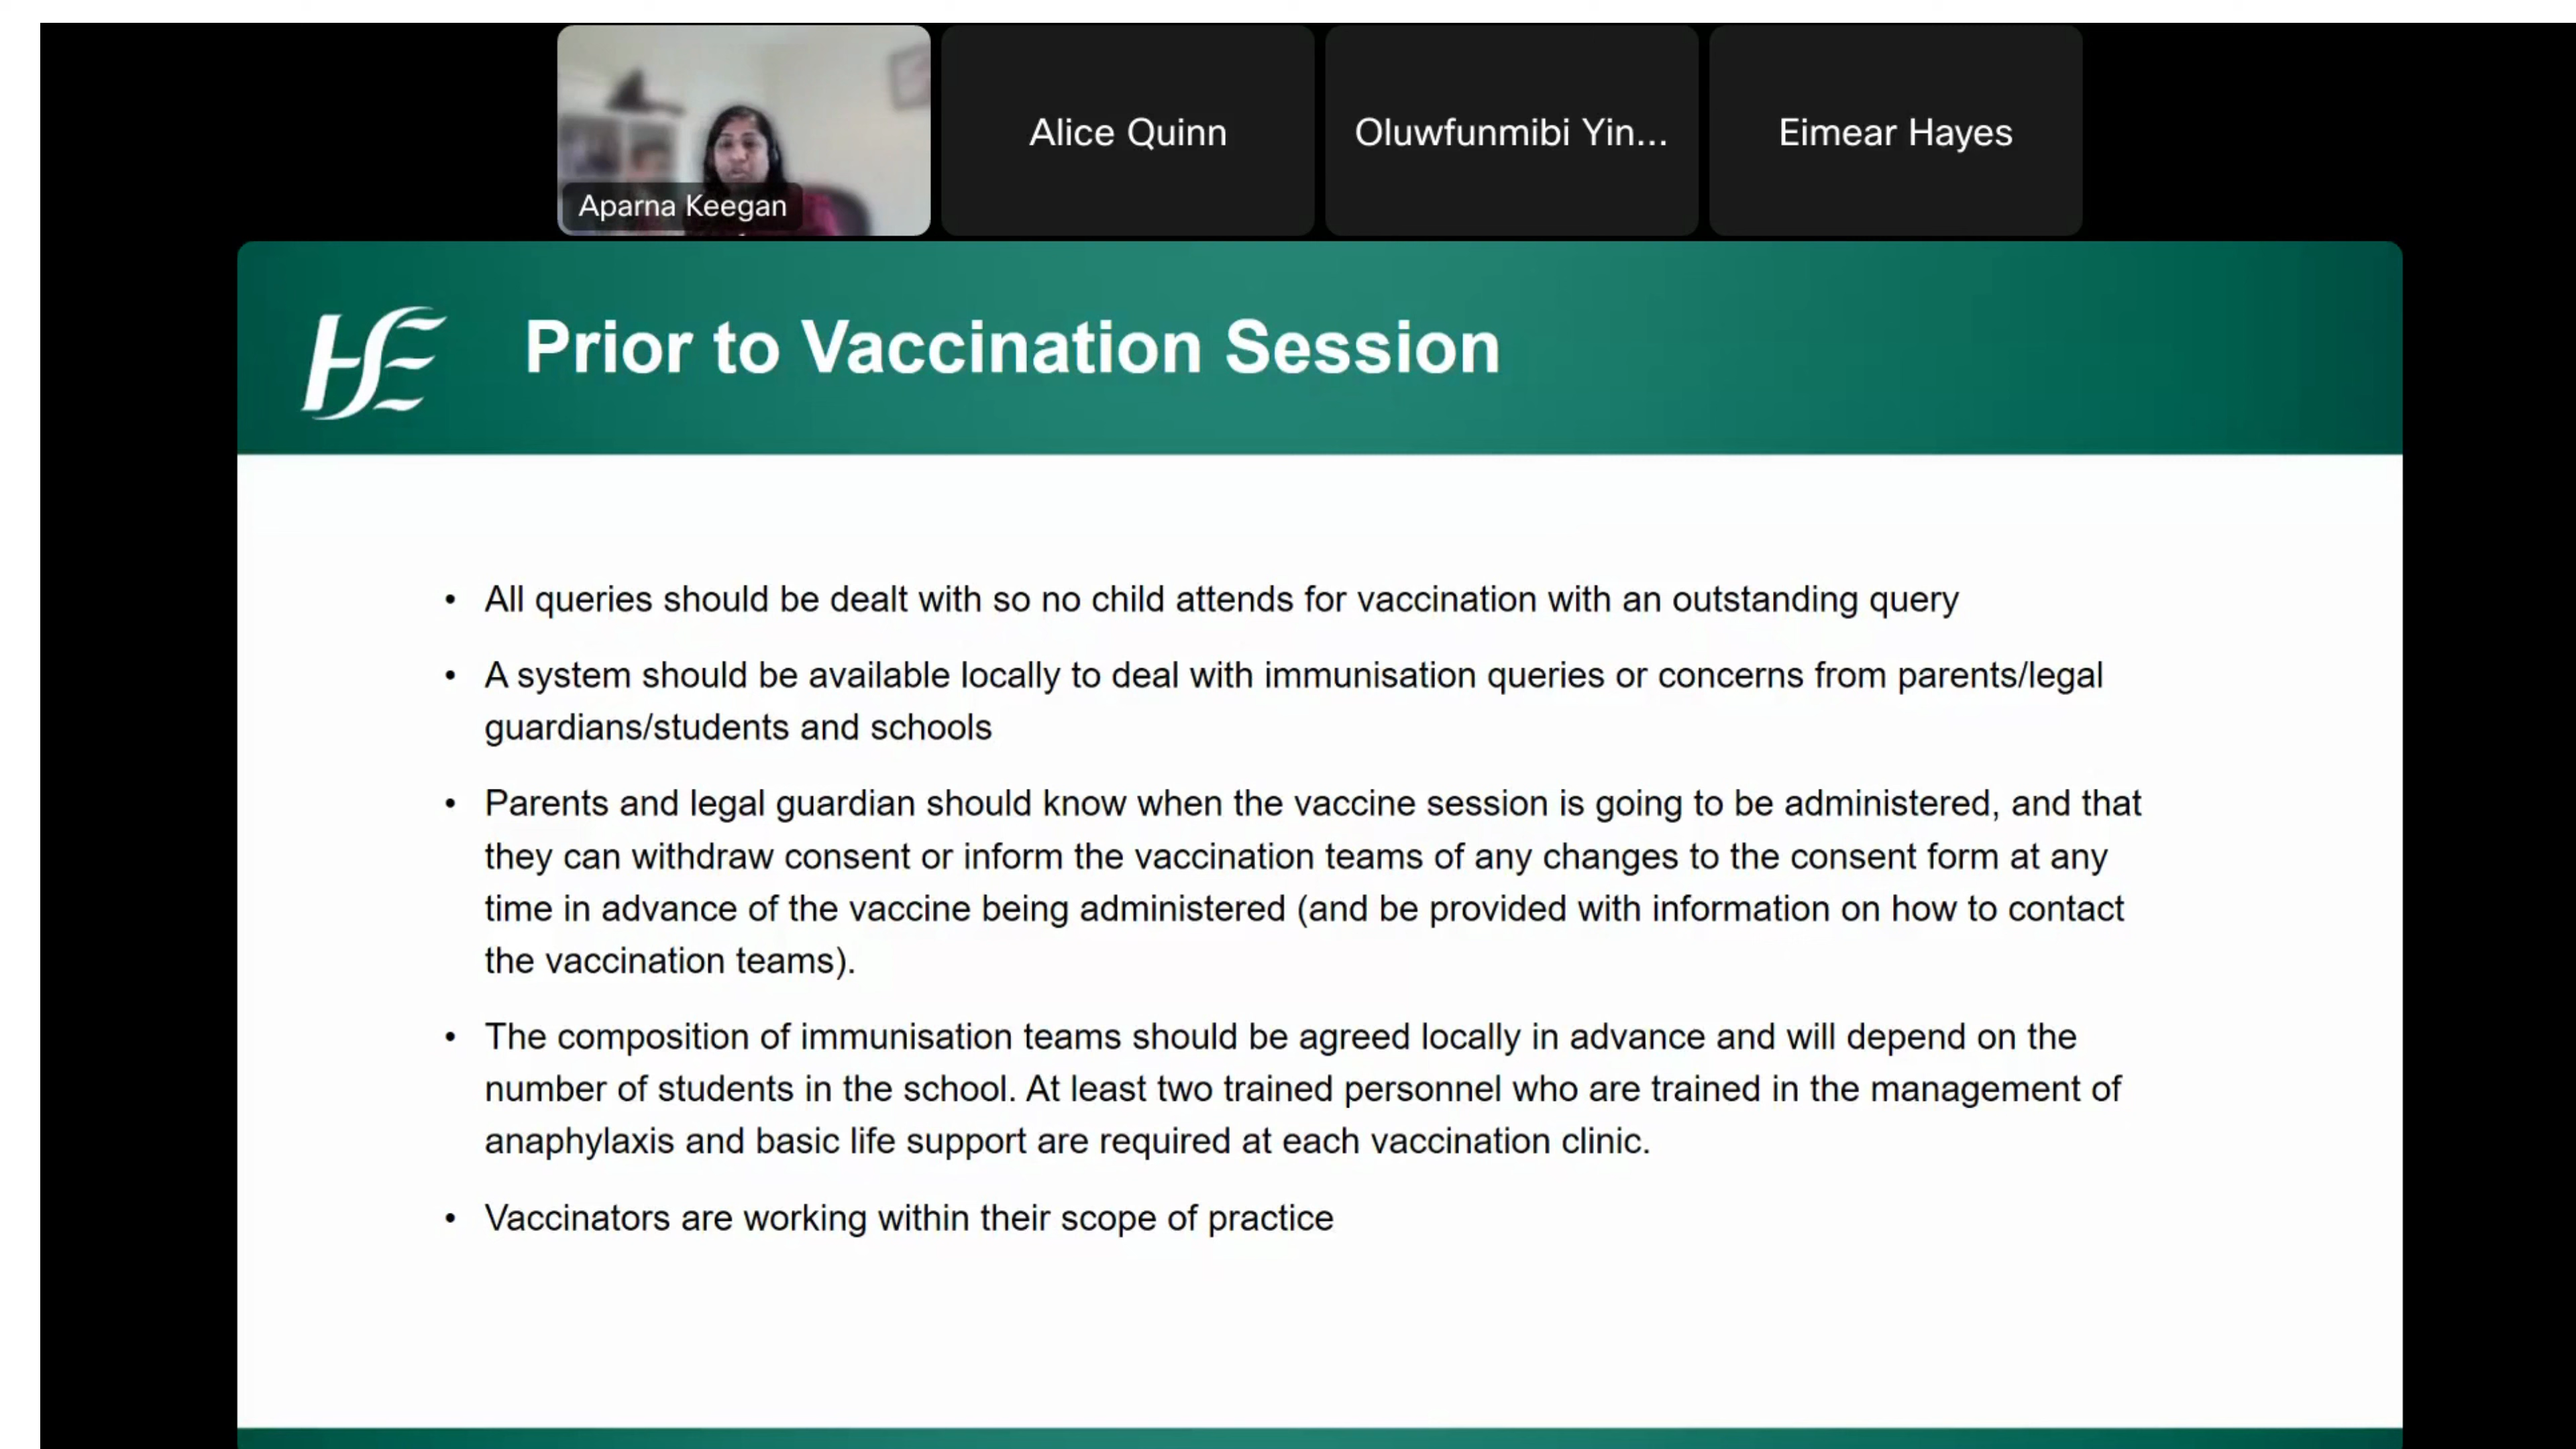 Aparna Keegan
Alice Quinn
Oluwfunmibi Yin...
Eimear Hayes
HSE
Prior to Vaccination Session
• All queries should be dealt with so no child attends for vaccination with an outstanding query
• A system should be available locally to deal with immunisation queries or concerns from parents/legal
guardians/students and schools
• Parents and legal guardian should know when the vaccine session is going to be administered, and that
they can withdraw consent or inform the vaccination teams of any changes to the consent form at any
time in advance of the vaccine being administered (and be provided with information on how to contact
the vaccination teams).
• The composition of immunisation teams should be agreed locally in advance and will depend on the
number of students in the school. At least two trained personnel who are trained in the management of
anaphylaxis and basic life support are required at each vaccination clinic.
• Vaccinators are working within their scope of practice